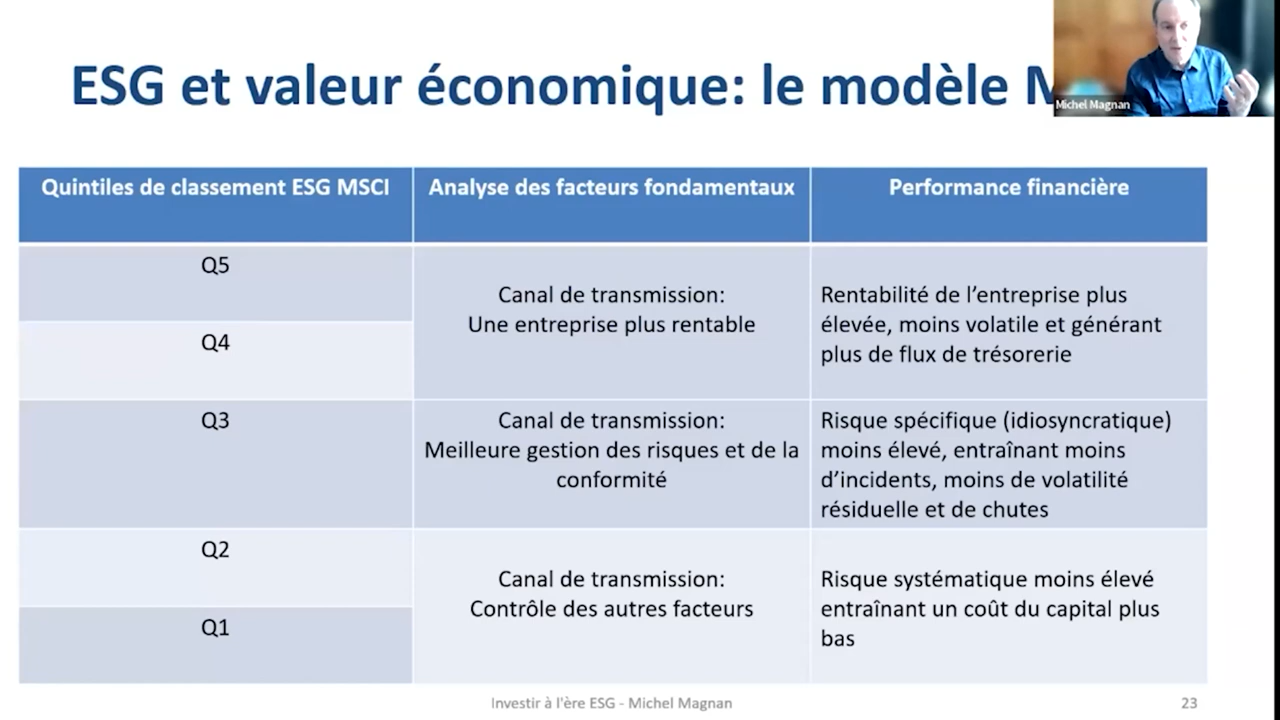 ESG et valeur économique: le modèle
Michel Magnan
Quintiles de classement ESG MSCI
Analyse des facteurs fondamentaux
Performance financière
Q5
Q4
Canal de transmission:
Une entreprise plus rentable
Rentabilité de l’entreprise plus
élevée, moins volatile et générant
plus de flux de trésorerie
Q3
Canal de transmission:
Meilleure gestion des risques et de la
conformité
Risque spécifique (idiosyncratique)
moins élevé, entraînant moins
d’incidents, moins de volatilité
résiduelle et de chutes
Q2
Q1
Canal de transmission:
Contrôle des autres facteurs
Risque systématique moins élevé
entraînant un coût du capital plus
bas
Investir à l'ère ESG - Michel Magnan
23